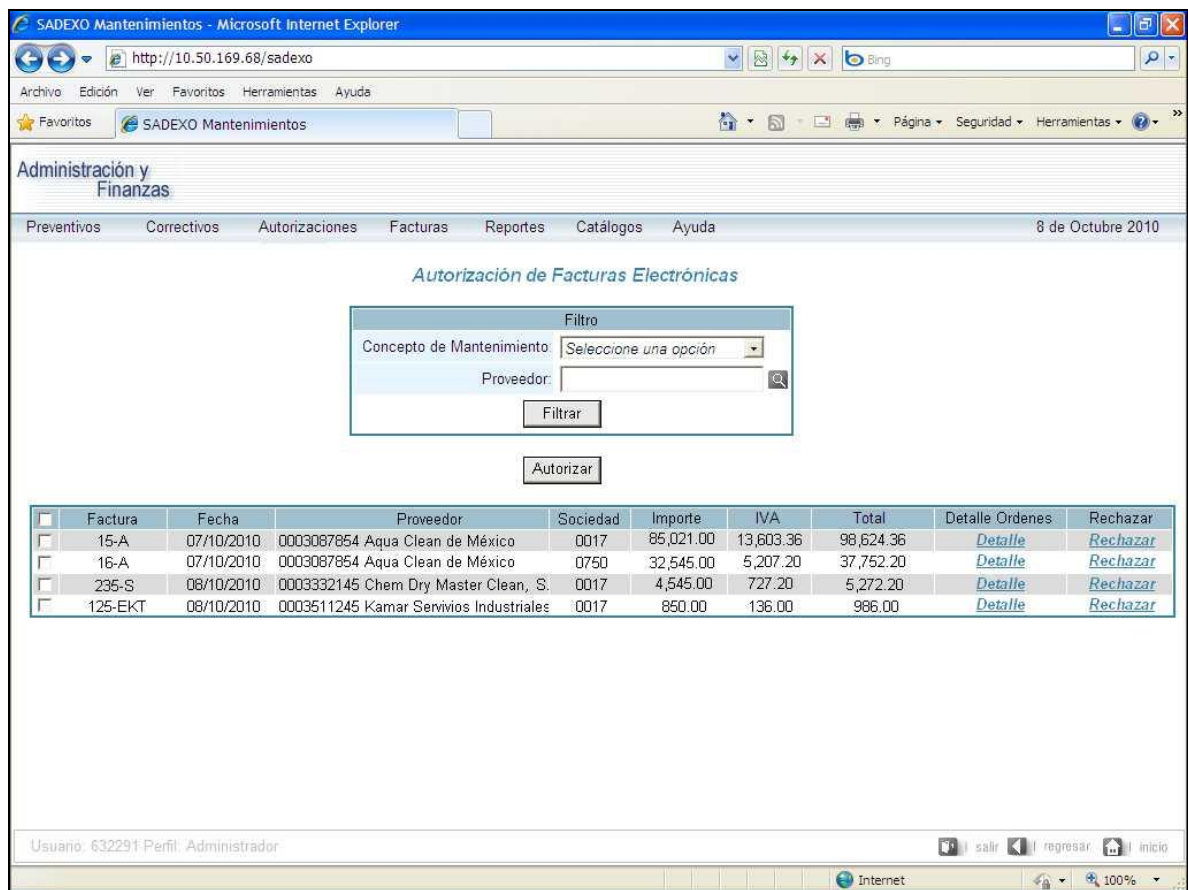 SADEXO Mantenimientos - Microsoft Internet Explorer
http://10.50.169.68/sadexo
Bing
Archivo Edición Ver Favoritos Herramientas Ayuda
Favoritos SADEXO Mantenimientos Página Seguridad Herramientas
Administración y
Finanzas
Preventivos Correctivos Autorizaciones Facturas Reportes Catálogos Ayuda 8 de Octubre 2010
Autorización de Facturas Electrónicas
Filtro
Concepto de Mantenimiento: Seleccione una opción
Proveedor:
Filtrar
Autorizar
Factura Fecha Proveedor Sociedad Importe IVA Total Detalle Ordenes Rechazar
15-A 07/10/2010 0003087854 Aqua Clean de México 0017 85,021.00 13,603.36 98,624.36 Detalle Rechazar
16-A 07/10/2010 0003087854 Aqua Clean de México 0750 32,545.00 5,207.20 37,752.20 Detalle Rechazar
235-S 08/10/2010 0003332145 Chem Dry Master Clean, S. 0017 4,545.00 727.20 5,272.20 Detalle Rechazar
125-EKT 08/10/2010 0003511245 Kamar Servivios Industriales 0017 850.00 136.00 986.00 Detalle Rechazar
Usuario: 632291 Perfil: Administrador | salir | regresar | inicio
Internet 100%